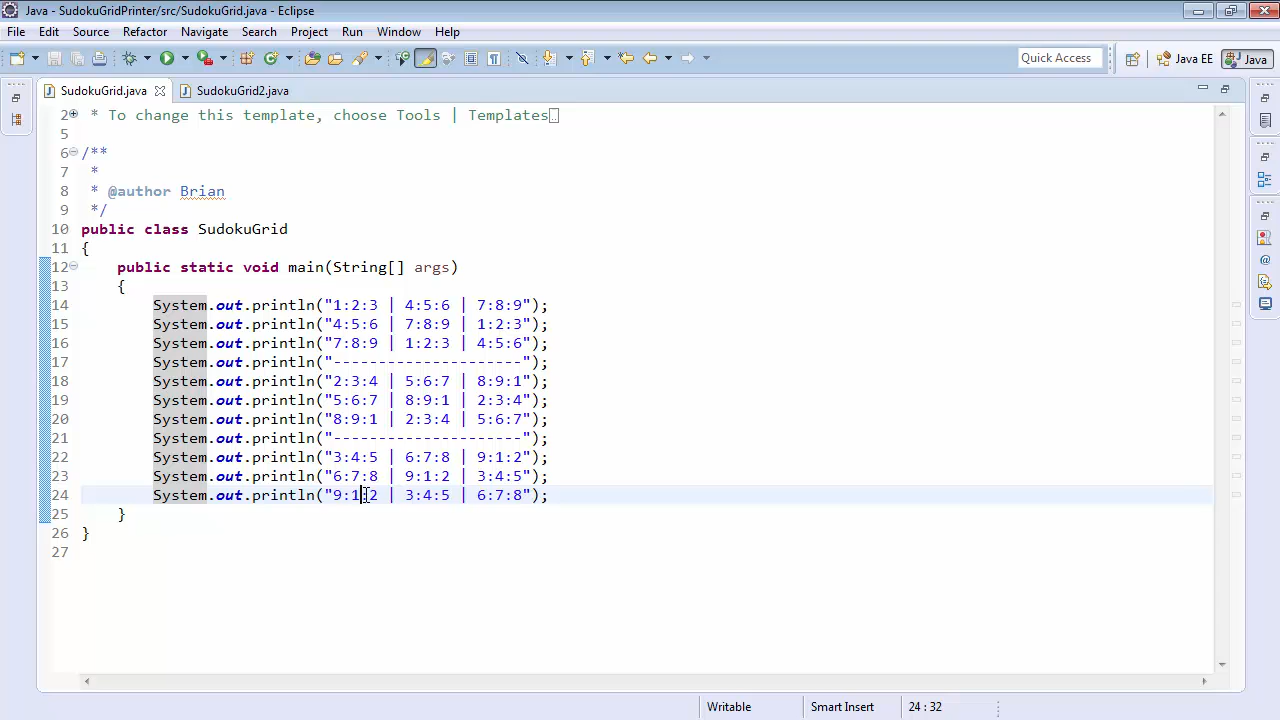 Java - SudokuGridPrinter/src/SudokuGrid.java - Eclipse
File Edit Source Refactor Navigate Search Project Run Window Help
Quick Access Java EE Java
SudokuGrid.java SudokuGrid2.java
2 * To change this template, choose Tools | Templates
5
6 /**
7 *
8 * @author Brian
9 */
10 public class SudokuGrid
11 {
12 public static void main(String[] args)
13 {
14 System.out.println("1:2:3 | 4:5:6 | 7:8:9");
15 System.out.println("4:5:6 | 7:8:9 | 1:2:3");
16 System.out.println("7:8:9 | 1:2:3 | 4:5:6");
17 System.out.println("---------------------");
18 System.out.println("2:3:4 | 5:6:7 | 8:9:1");
19 System.out.println("5:6:7 | 8:9:1 | 2:3:4");
20 System.out.println("8:9:1 | 2:3:4 | 5:6:7");
21 System.out.println("---------------------");
22 System.out.println("3:4:5 | 6:7:8 | 9:1:2");
23 System.out.println("6:7:8 | 9:1:2 | 3:4:5");
24 System.out.println("9:1:2 | 3:4:5 | 6:7:8");
25 }
26 }
27
Writable Smart Insert 24 : 32